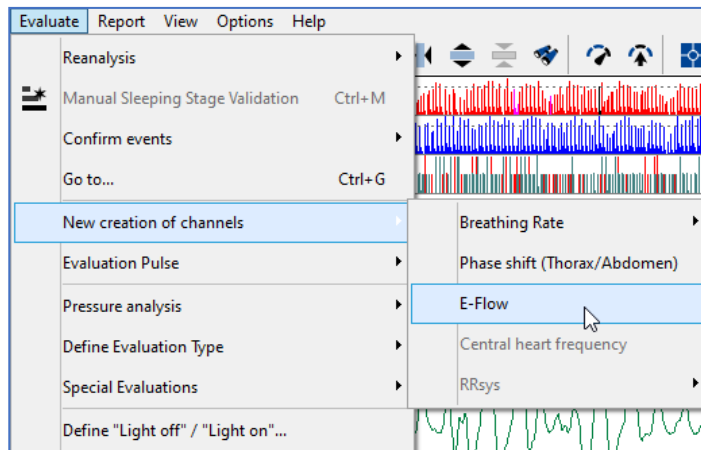 Evaluate Report View Options Help
Reanalysis
Manual Sleeping Stage Validation Ctrl+M
Confirm events
Go to... Ctrl+G
New creation of channels
Breathing Rate
Evaluation Pulse
Phase shift (Thorax/Abdomen)
Pressure analysis
E-Flow
Define Evaluation Type
Central heart frequency
Special Evaluations
RRsys
Define "Light off" / "Light on"...